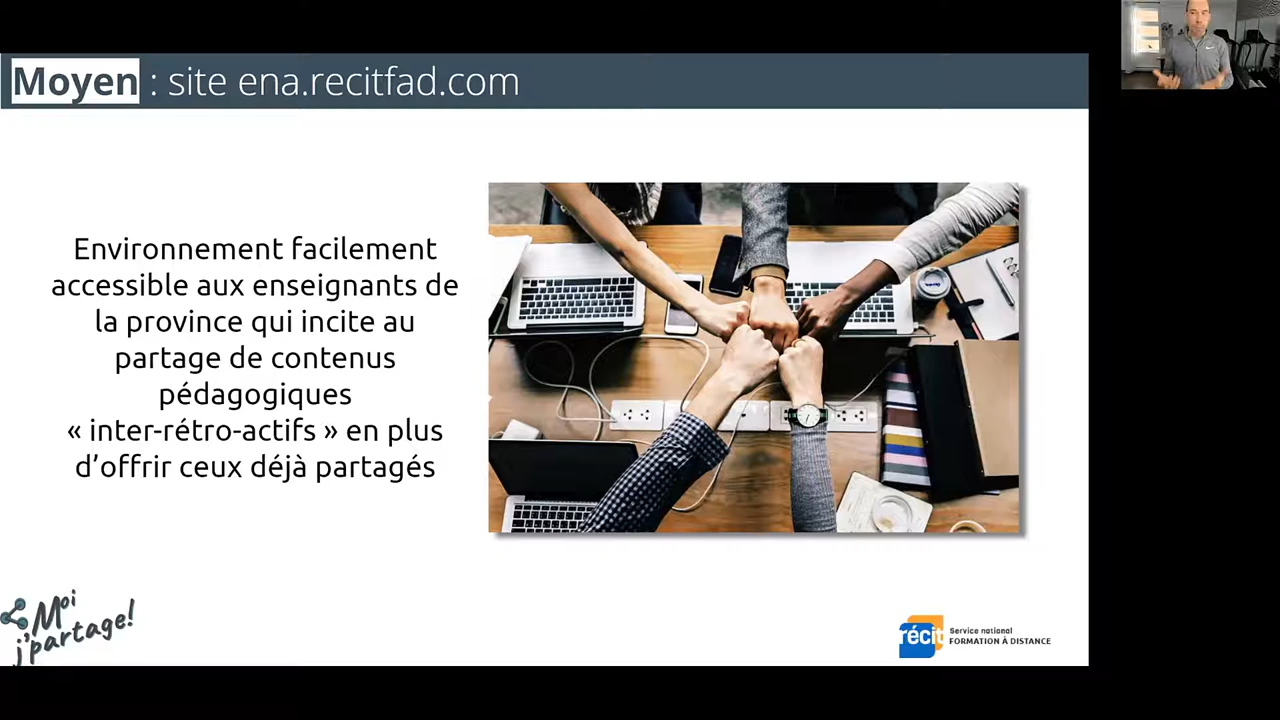 Moyen : site ena.recitfad.com
Environnement facilement
accessible aux enseignants de
la province qui incite au
partage de contenus
pédagogiques
« inter-rétro-actifs » en plus
d’offrir ceux déjà partagés
Moi
j'partage!
récit
Service national
FORMATION À DISTANCE